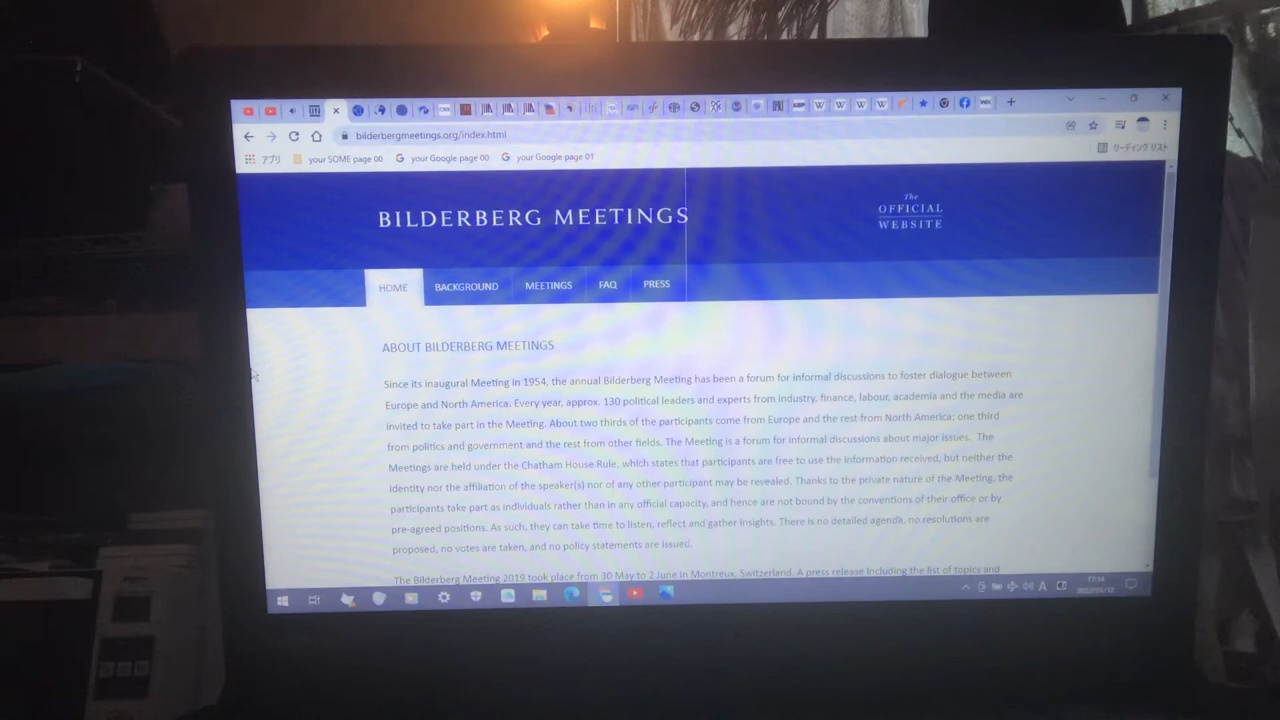 bilderbergmeetings.org/index.html
アプリ your SOME page 00 your Google page 00 your Google page 01 リーディング リスト
BILDERBERG MEETINGS
The
OFFICIAL
WEBSITE
HOME BACKGROUND MEETINGS FAQ PRESS
ABOUT BILDERBERG MEETINGS
Since its inaugural Meeting in 1954, the annual Bilderberg Meeting has been a forum for informal discussions to foster dialogue between
Europe and North America. Every year, approx. 130 political leaders and experts from industry, finance, labour, academia and the media are
invited to take part in the Meeting. About two thirds of the participants come from Europe and the rest from North America; one third
from politics and government and the rest from other fields. The Meeting is a forum for informal discussions about major issues. The
Meetings are held under the Chatham House Rule, which states that participants are free to use the information received, but neither the
identity nor the affiliation of the speaker(s) nor of any other participant may be revealed. Thanks to the private nature of the Meeting, the
participants take part as individuals rather than in any official capacity, and hence are not bound by the conventions of their office or by
pre-agreed positions. As such, they can take time to listen, reflect and gather insights. There is no detailed agenda, no resolutions are
proposed, no votes are taken, and no policy statements are issued.
The Bilderberg Meeting 2019 took place from 30 May to 2 June in Montreux, Switzerland. A press release including the list of topics and
A 17:14